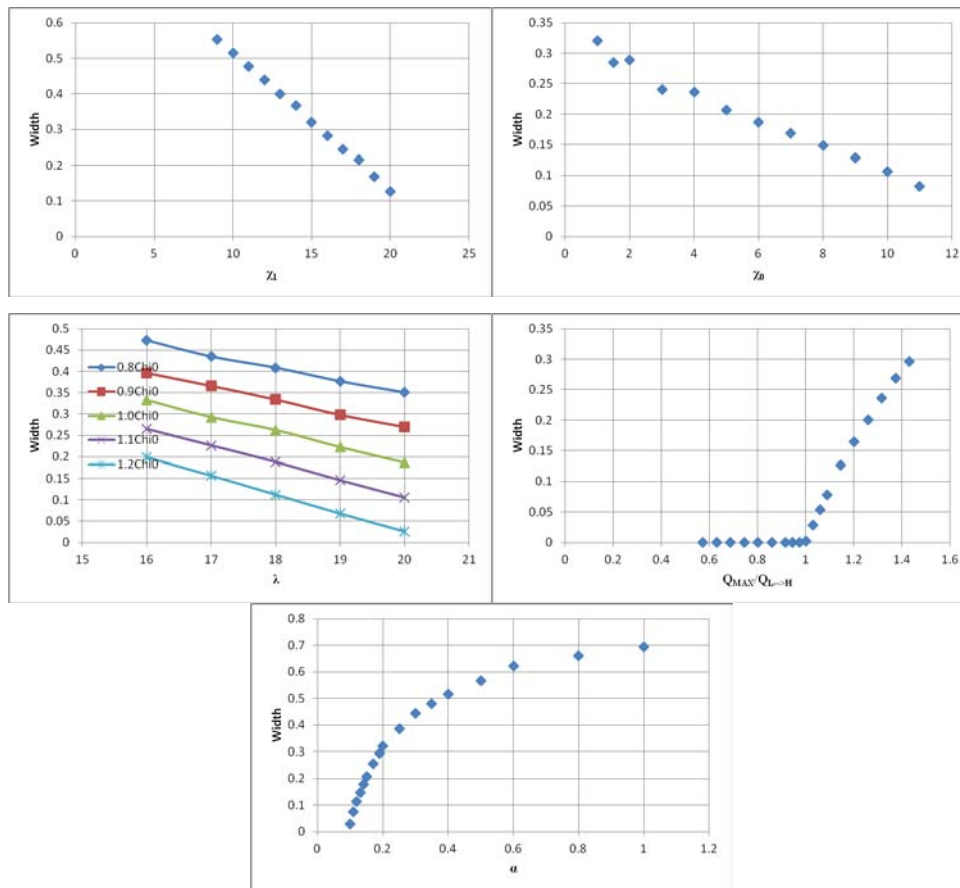 0.6
0.5
0.4
0.3
0.2
0.1
0
Width
0 5 10 15 20 25
χ1
0.35
0.3
0.25
0.2
0.15
0.1
0.05
0
Width
0 2 4 6 8 10 12
χ0
0.5
0.45
0.4
0.35
0.3
0.25
0.2
0.15
0.1
0.05
0
Width
0.8Chi0
0.9Chi0
1.0Chi0
1.1Chi0
1.2Chi0
15 16 17 18 19 20 21
λ
0.35
0.3
0.25
0.2
0.15
0.1
0.05
0
Width
0 0.2 0.4 0.6 0.8 1 1.2 1.4 1.6
QMAX/QL-->H
0.8
0.7
0.6
0.5
0.4
0.3
0.2
0.1
0
Width
0 0.2 0.4 0.6 0.8 1 1.2
α